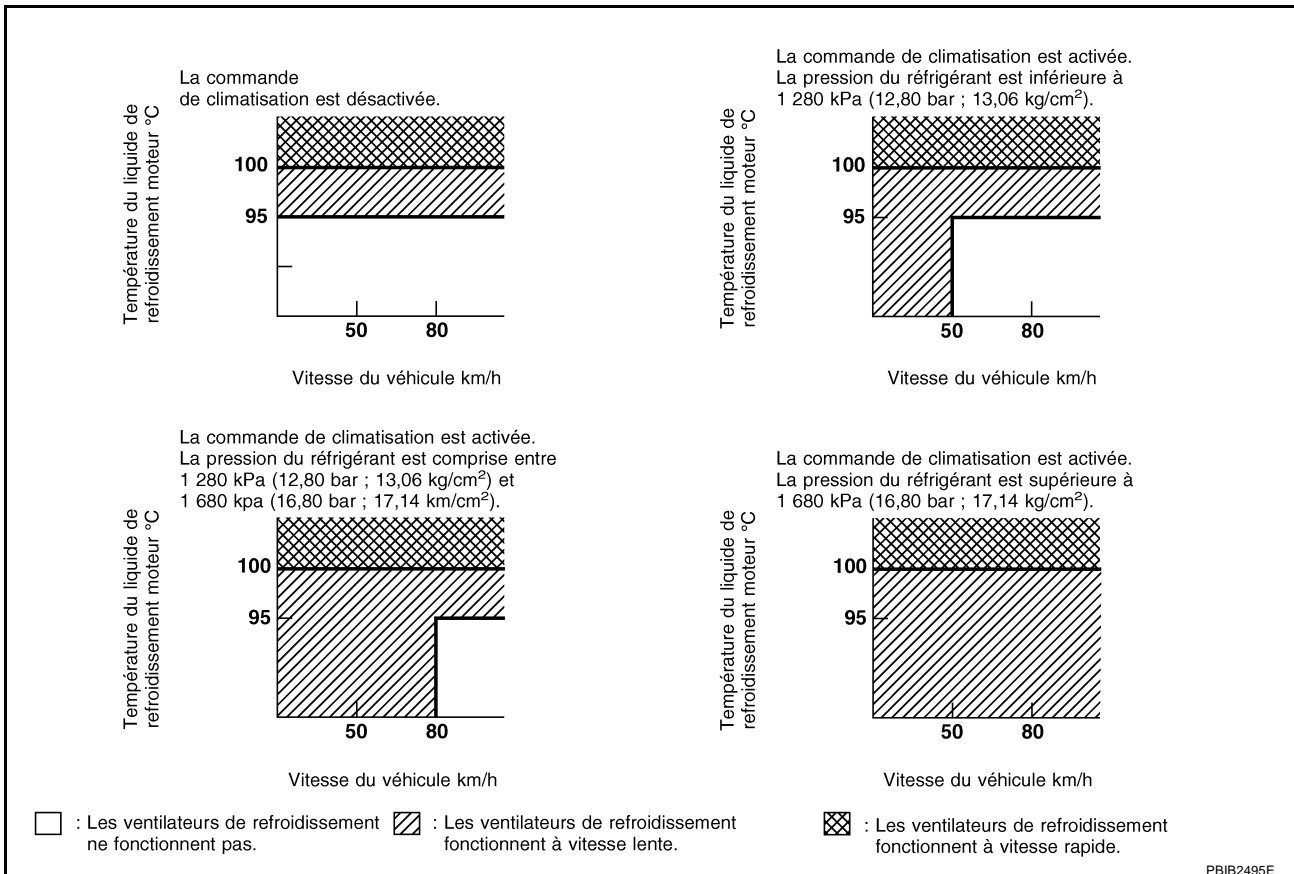 La commande
de climatisation est désactivée.
Température du liquide de
refroidissement moteur °C
100
95
50 80
Vitesse du véhicule km/h
La commande de climatisation est activée.
La pression du réfrigérant est inférieure à
1 280 kPa (12,80 bar ; 13,06 kg/cm²).
Température du liquide de
refroidissement moteur °C
100
95
50 80
Vitesse du véhicule km/h
La commande de climatisation est activée.
La pression du réfrigérant est comprise entre
1 280 kPa (12,80 bar ; 13,06 kg/cm²) et
1 680 kpa (16,80 bar ; 17,14 km/cm²).
Température du liquide de
refroidissement moteur °C
100
95
50 80
Vitesse du véhicule km/h
La commande de climatisation est activée.
La pression du réfrigérant est supérieure à
1 680 kPa (16,80 bar ; 17,14 kg/cm²).
Température du liquide de
refroidissement moteur °C
100
95
50 80
Vitesse du véhicule km/h
: Les ventilateurs de refroidissement
ne fonctionnent pas.
: Les ventilateurs de refroidissement
fonctionnent à vitesse lente.
: Les ventilateurs de refroidissement
fonctionnent à vitesse rapide.
PBIB2495E